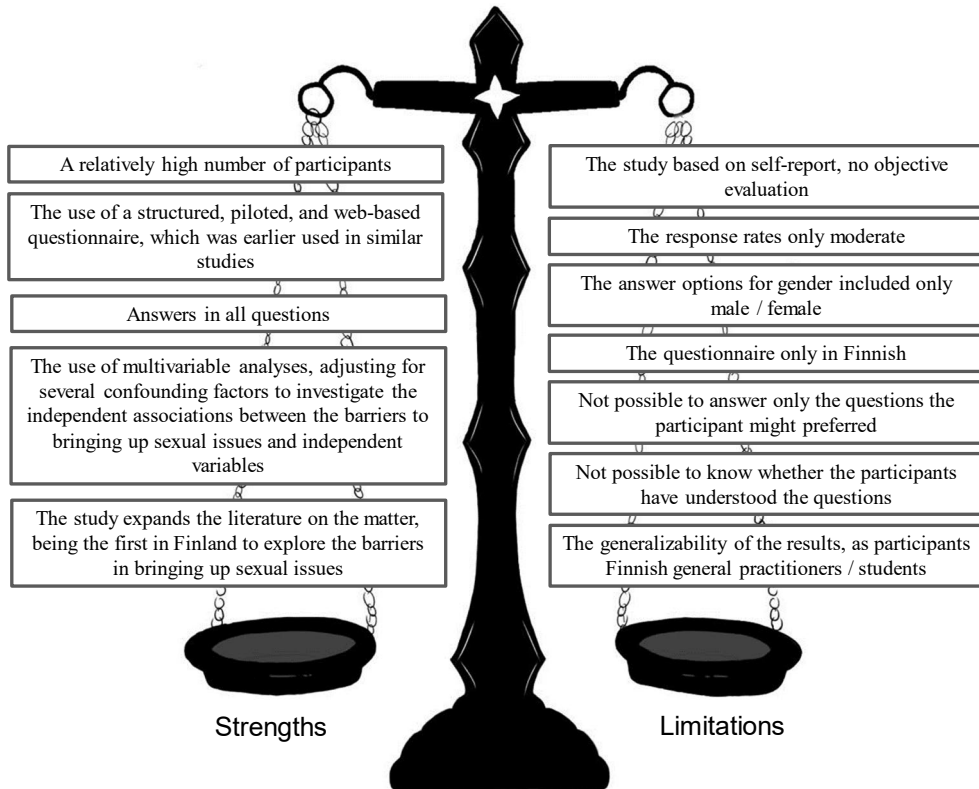 A relatively high number of participants
The use of a structured, piloted, and web-based
questionnaire, which was earlier used in similar
studies
Answers in all questions
The use of multivariable analyses, adjusting for
several confounding factors to investigate the
independent associations between the barriers to
bringing up sexual issues and independent
variables
The study expands the literature on the matter,
being the first in Finland to explore the barriers
in bringing up sexual issues
Strengths
The study based on self-report, no objective
evaluation
The response rates only moderate
The answer options for gender included only
male / female
The questionnaire only in Finnish
Not possible to answer only the questions the
participant might preferred
Not possible to know whether the participants
have understood the questions
The generalizability of the results, as participants
Finnish general practitioners / students
Limitations